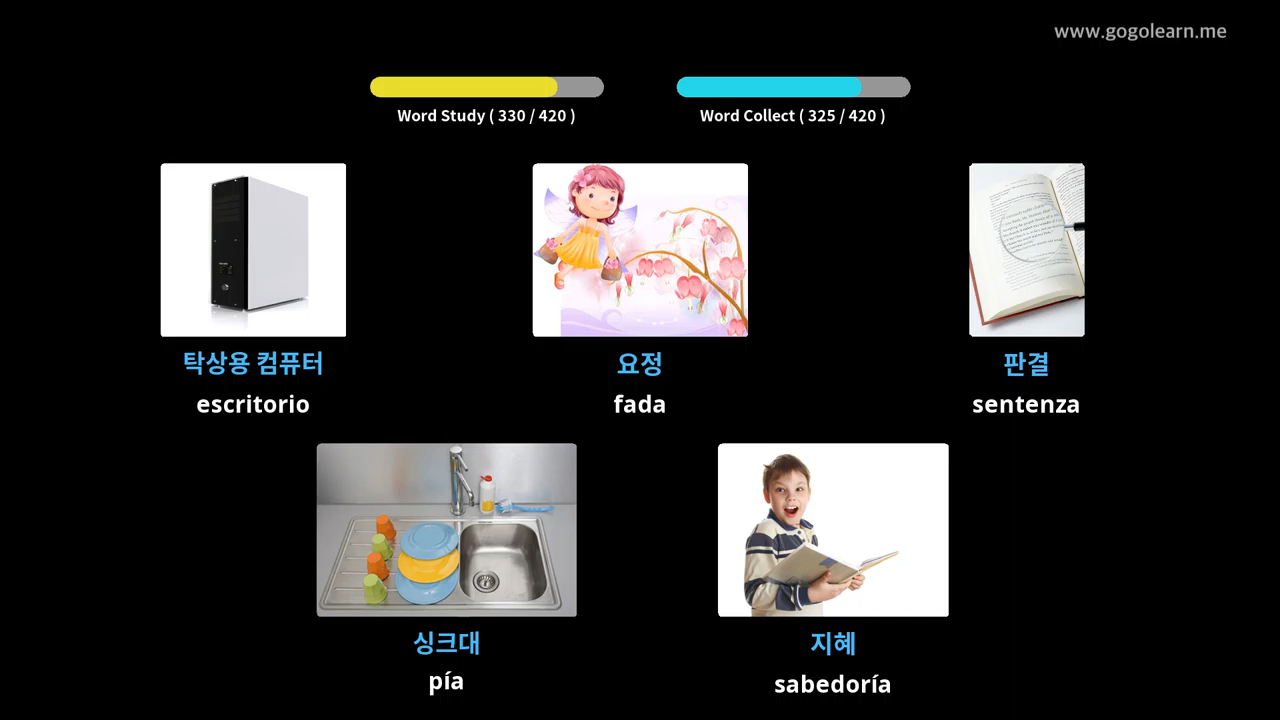 www.gogolearn.me
Word Study ( 330 / 420 )
Word Collect ( 325 / 420 )
탁상용 컴퓨터
escritorio
요정
fada
판결
sentenza
싱크대
pía
지혜
sabedoría